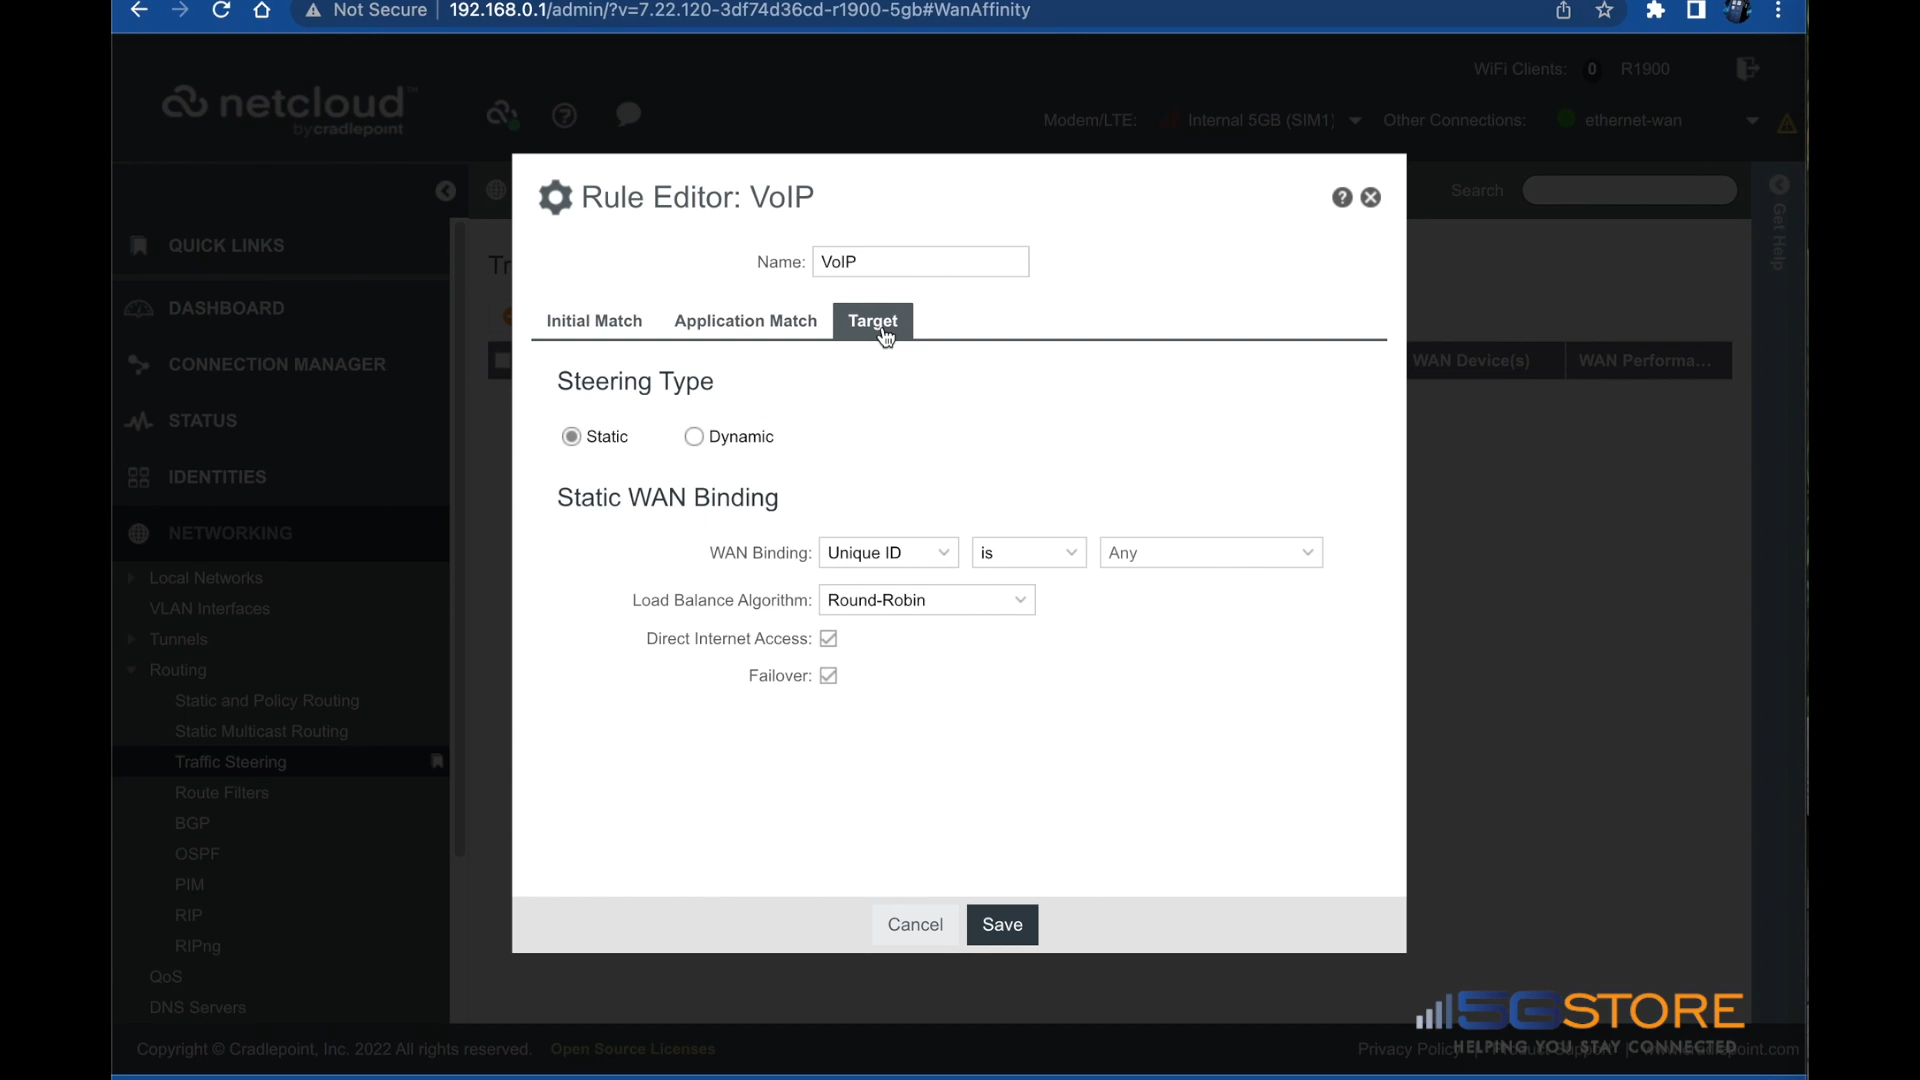 Not Secure
192.168.0.1/admin/?v=7.22.120-3df74d36cd-r1900-5gb#WanAffinity
netcloud™
by cradlepoint
WiFi Clients: 0 R1900
Modem/LTE: Internal 5GB (SIM1) Other Connections: ethernet-wan
Rule Editor: VoIP
Search
Get Help
QUICK LINKS
DASHBOARD
CONNECTION MANAGER
STATUS
IDENTITIES
NETWORKING
Local Networks
VLAN Interfaces
Tunnels
Routing
Static and Policy Routing
Static Multicast Routing
Traffic Steering
Route Filters
BGP
OSPF
PIM
RIP
RIPng
QoS
DNS Servers
Tr
Name: VoIP
Initial Match Application Match Target
WAN Device(s) WAN Performa...
Steering Type
Static Dynamic
Static WAN Binding
WAN Binding: Unique ID is Any
Load Balance Algorithm: Round-Robin
Direct Internet Access:
Failover:
Cancel Save
5GSTORE
HELPING YOU STAY CONNECTED
Copyright © Cradlepoint, Inc. 2022 All rights reserved. Open Source Licenses
Privacy Policy